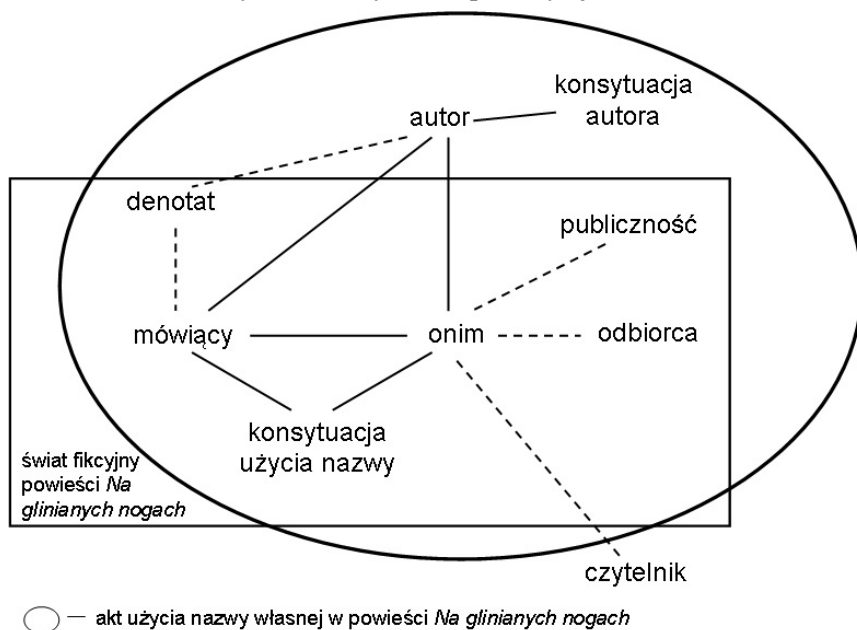 konsytuacja
autora
autor
denotat
publiczność
mówiący
onim
odbiorca
konsytuacja
użycia nazwy
świat fikcyjny
powieści Na
glinianych nogach
czytelnik
— akt użycia nazwy własnej w powieści Na glinianych nogach